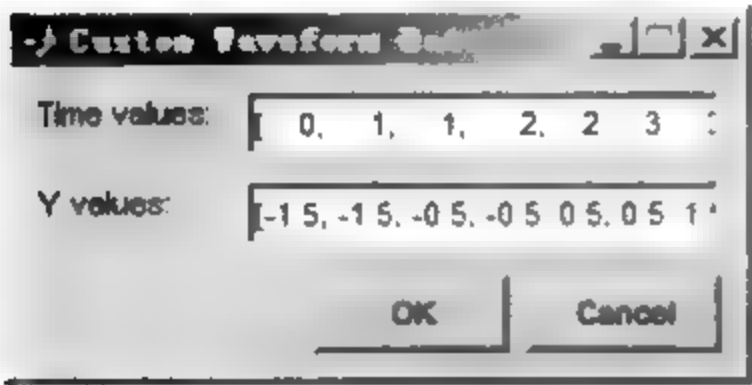 Custom Waveform
Time values: [ 0, 1, 1, 2, 2 3
Y values: [-1 5, -1 5, -0 5, -0 5 0 5, 0 5 1
OK Cancel